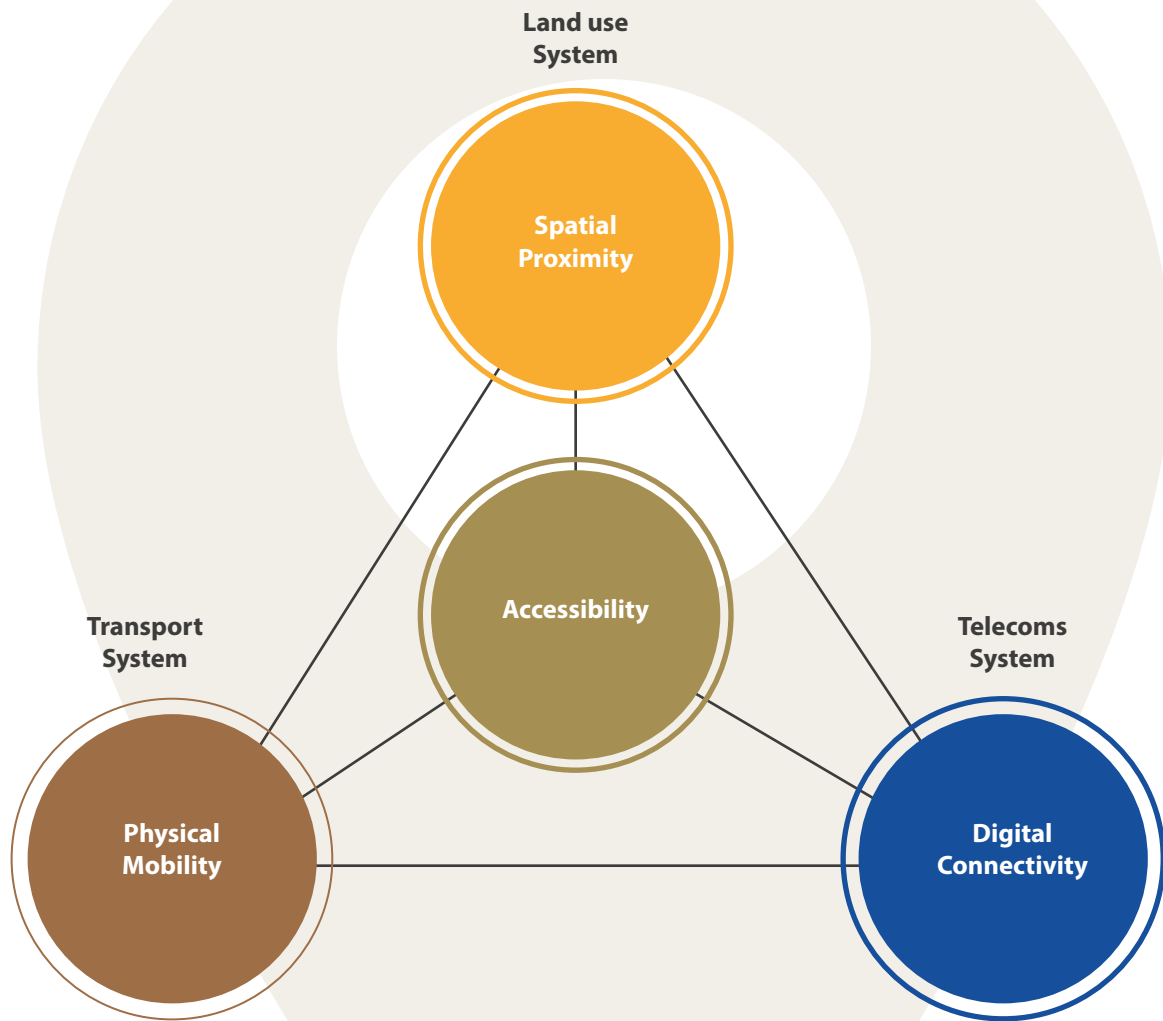 Land use
System
Spatial
Proximity
Accessibility
Transport
System
Telecoms
System
Physical
Mobility
Digital
Connectivity